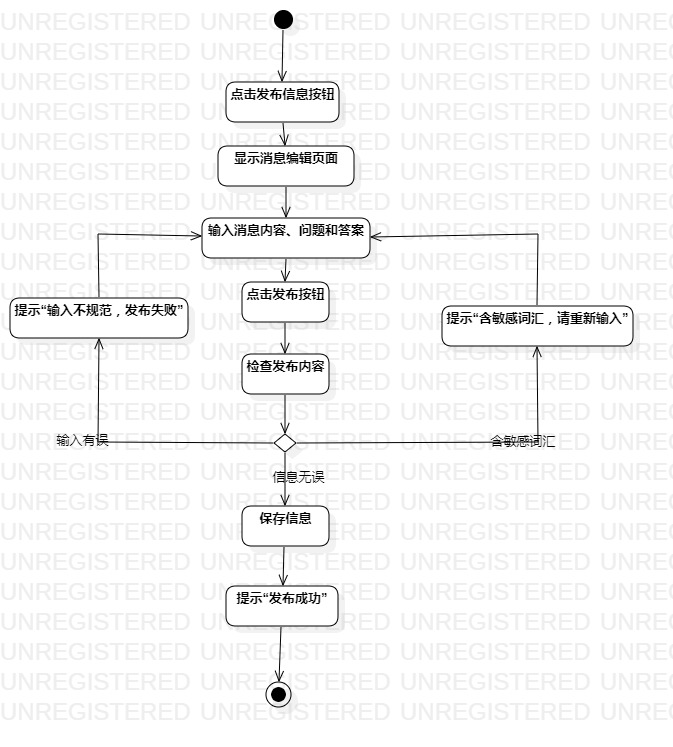 点击发布信息按钮
显示消息编辑页面
输入消息内容、问题和答案
点击发布按钮
提示“输入不规范，发布失败”
提示“含敏感词汇，请重新输入”
检查发布内容
输入有误
含敏感词汇
信息无误
保存信息
提示“发布成功”
UNREGISTERED